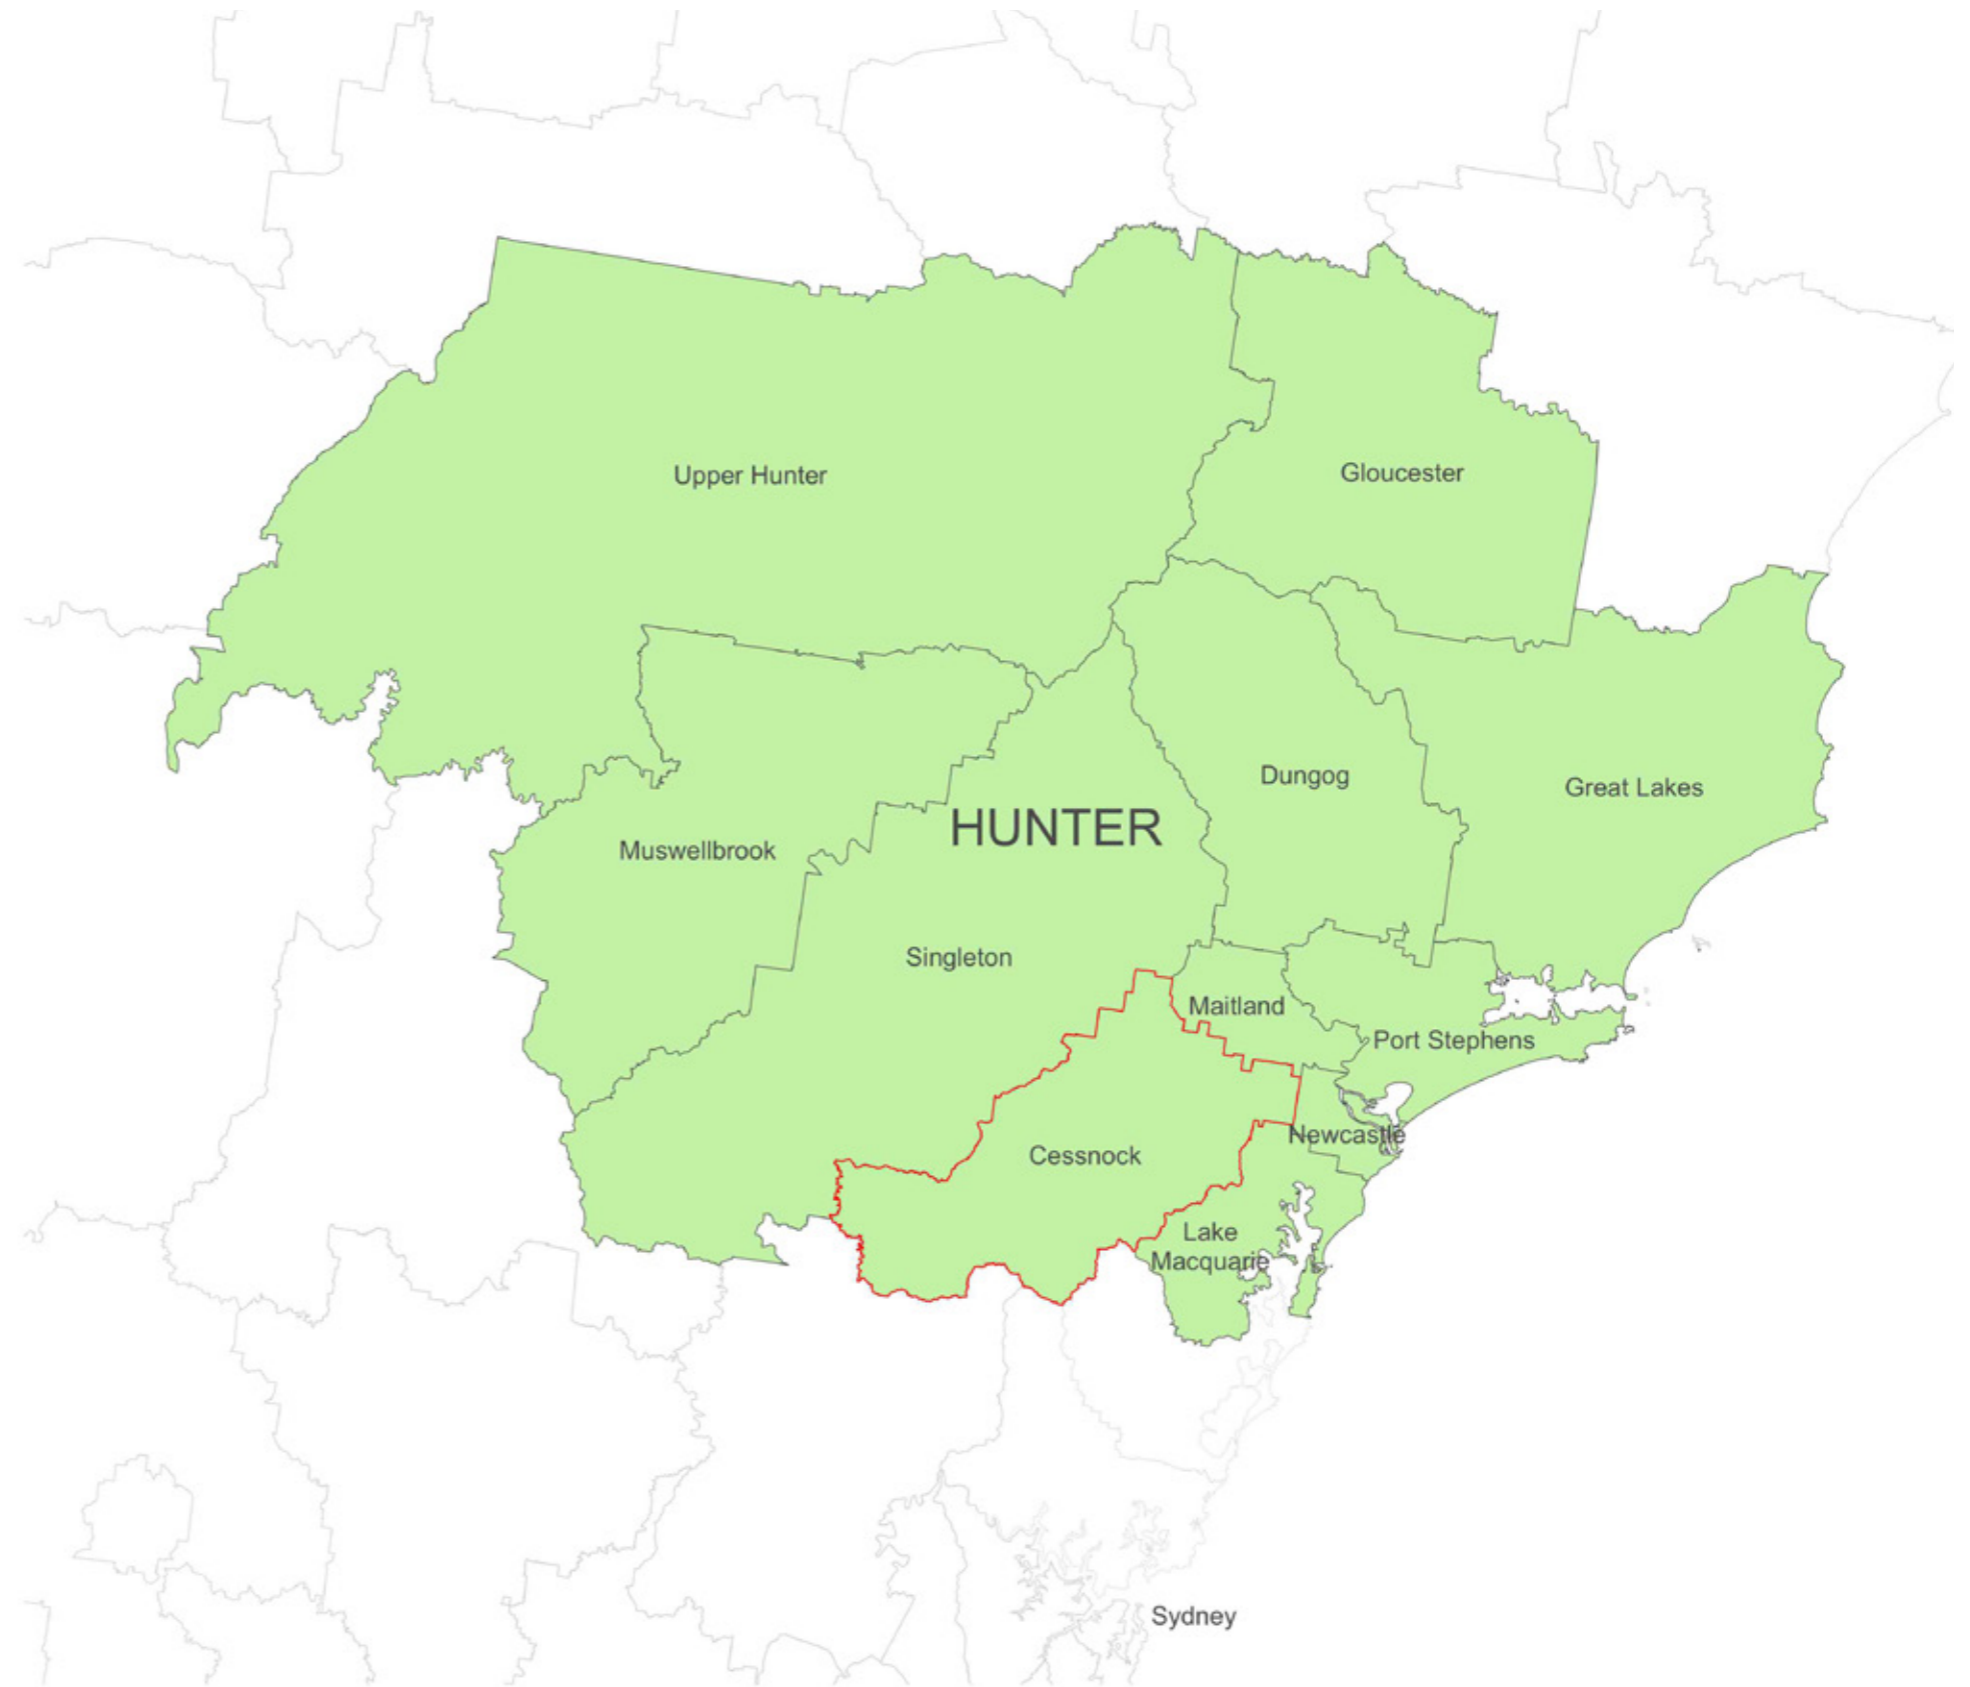 Upper Hunter
Gloucester
Dungog
Great Lakes
HUNTER
Muswellbrook
Singleton
Maitland
Port Stephens
Newcastle
Cessnock
Lake
Macquarie
Sydney